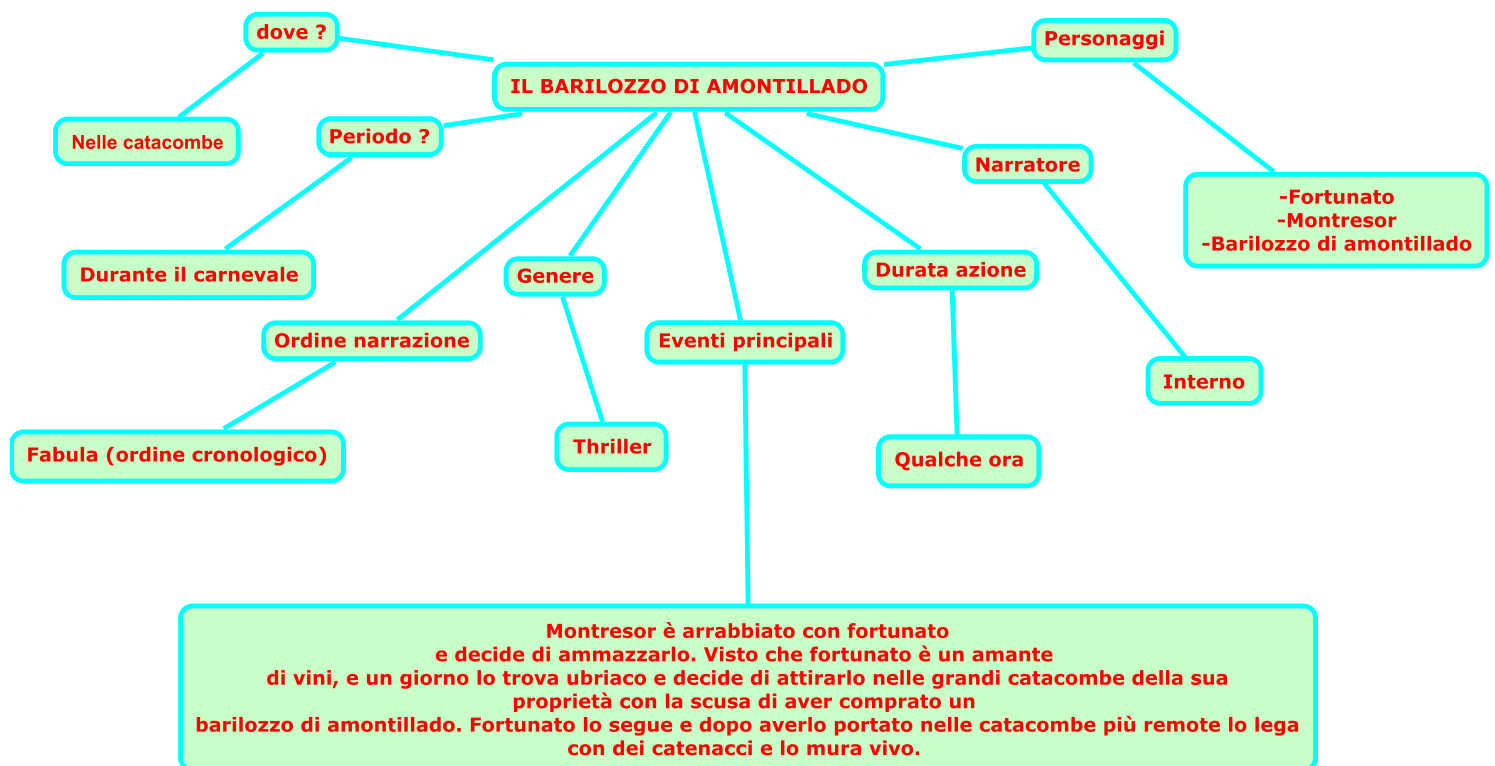 dove ?
Personaggi
IL BARILOZZO DI AMONTILLADO
Nelle catacombe
Periodo ?
Narratore
-Fortunato
-Montresor
-Barilozzo di amontillado
Durante il carnevale
Genere
Durata azione
Ordine narrazione
Eventi principali
Interno
Fabula (ordine cronologico)
Thriller
Qualche ora
Montresor è arrabbiato con fortunato
e decide di ammazzarlo. Visto che fortunato è un amante
di vini, e un giorno lo trova ubriaco e decide di attirarlo nelle grandi catacombe della sua
proprietà con la scusa di aver comprato un
barilozzo di amontillado. Fortunato lo segue e dopo averlo portato nelle catacombe più remote lo lega
con dei catenacci e lo mura vivo.